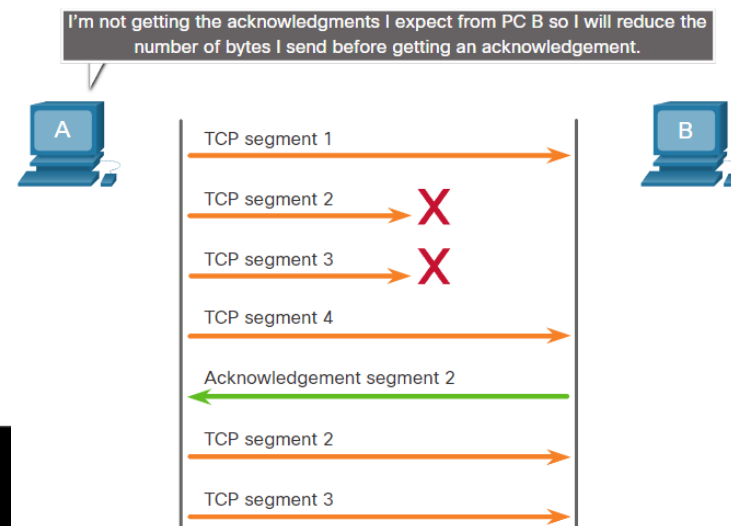 I'm not getting the acknowledgments I expect from PC B so I will reduce the
number of bytes I send before getting an acknowledgement.
A
B
TCP segment 1
TCP segment 2
X
TCP segment 3
X
TCP segment 4
Acknowledgement segment 2
TCP segment 2
TCP segment 3